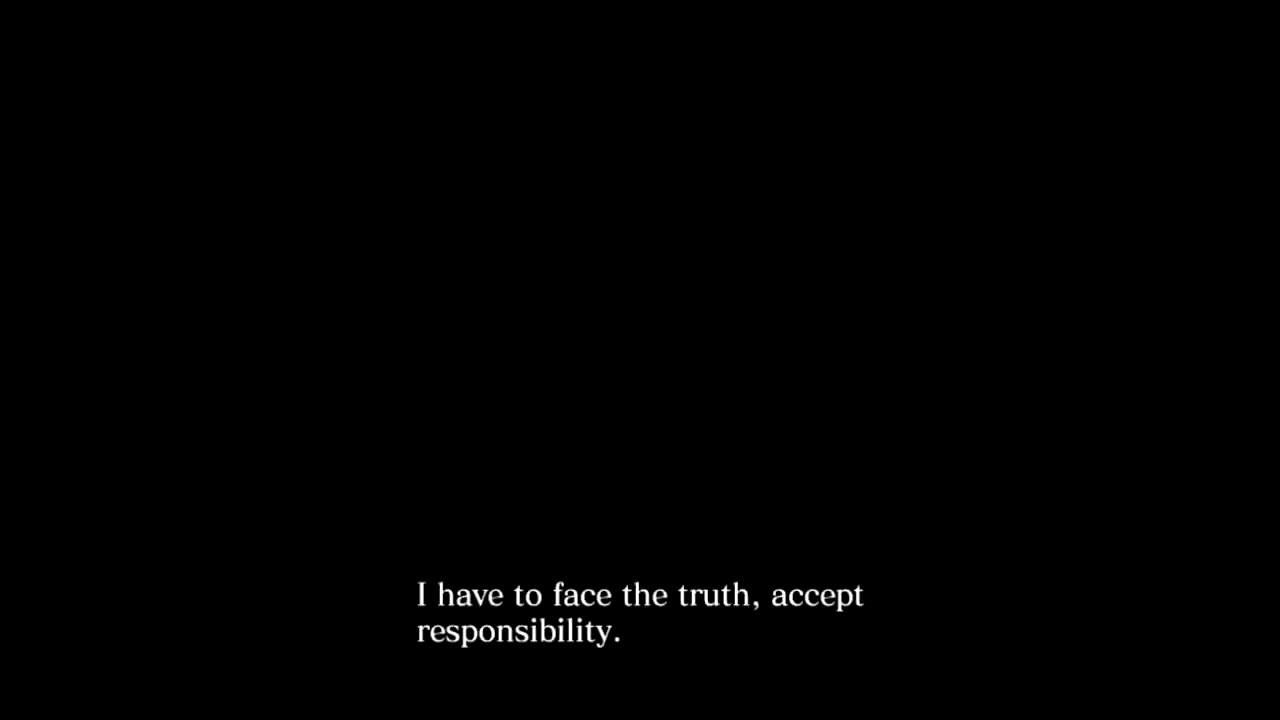 I have to face the truth, accept
responsibility.